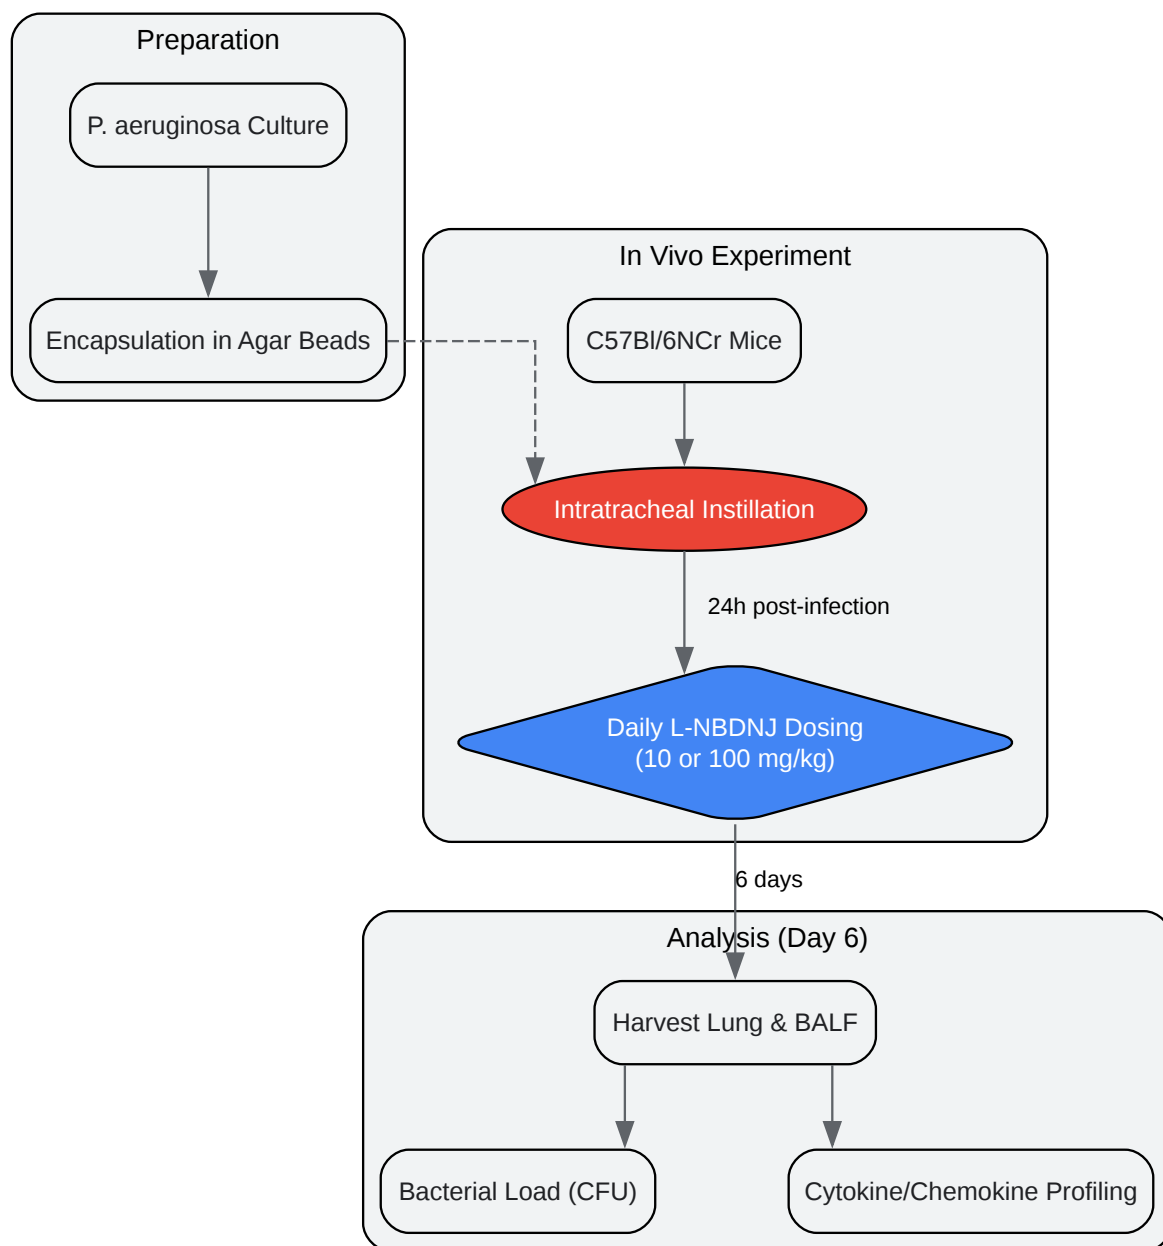 Preparation
P. aeruginosa Culture
Encapsulation in Agar Beads
In Vivo Experiment
C57Bl/6NCr Mice
Intratracheal Instillation
24h post-infection
Daily L-NBDNJ Dosing
(10 or 100 mg/kg)
6 days
Analysis (Day 6)
Harvest Lung & BALF
Bacterial Load (CFU)
Cytokine/Chemokine Profiling